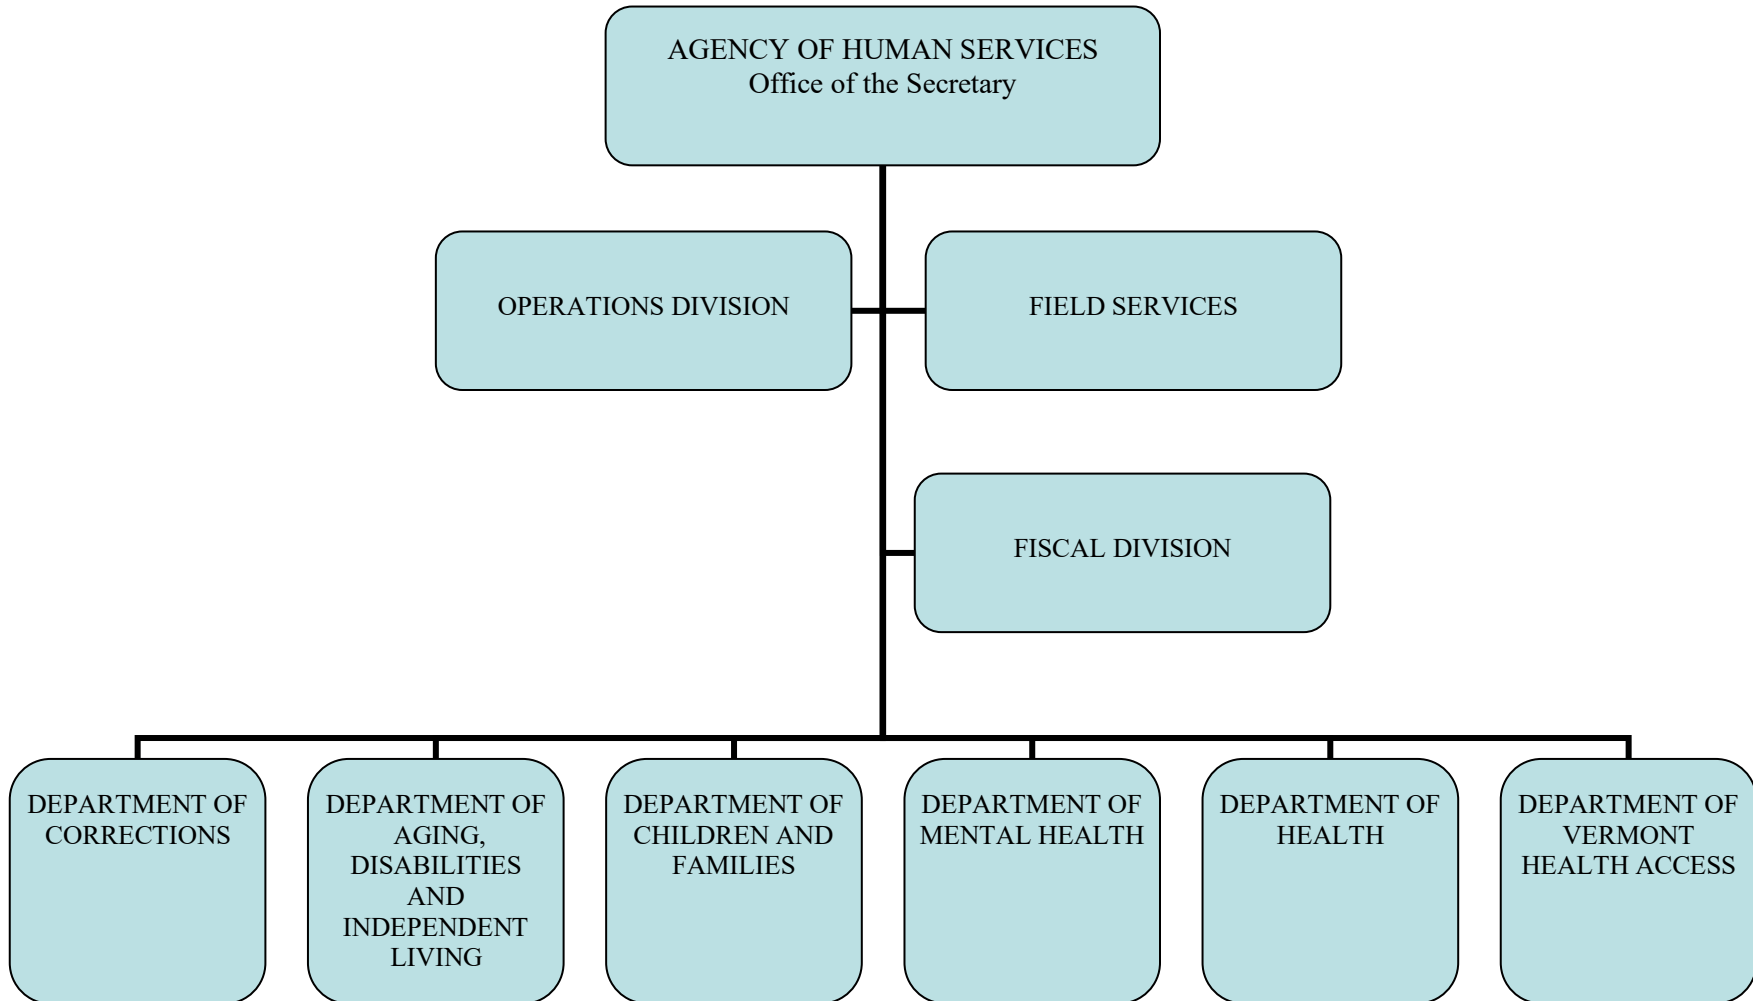 AGENCY OF HUMAN SERVICES
Office of the Secretary
OPERATIONS DIVISION
FIELD SERVICES
FISCAL DIVISION
DEPARTMENT OF
CORRECTIONS
DEPARTMENT OF
AGING,
DISABILITIES
AND
INDEPENDENT
LIVING
DEPARTMENT OF
CHILDREN AND
FAMILIES
DEPARTMENT OF
MENTAL HEALTH
DEPARTMENT OF
HEALTH
DEPARTMENT OF
VERMONT
HEALTH ACCESS